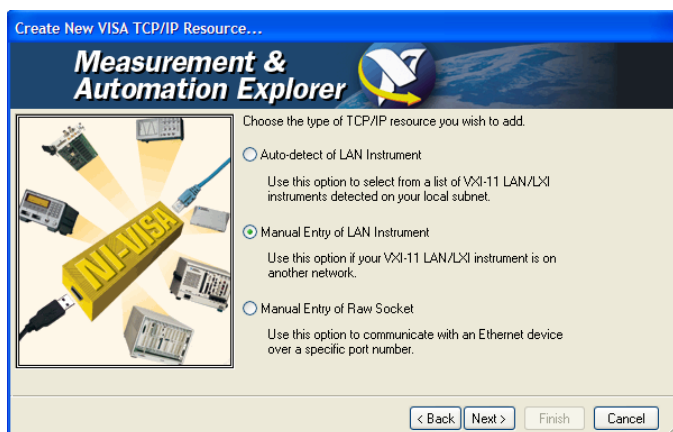 Create New VISA TCP/IP Resource...
Measurement &
Automation Explorer
NI-VISA
Choose the type of TCP/IP resource you wish to add.
Auto-detect of LAN Instrument
Use this option to select from a list of VXI-11 LAN/LXI
instruments detected on your local subnet.
Manual Entry of LAN Instrument
Use this option if your VXI-11 LAN/LXI instrument is on
another network.
Manual Entry of Raw Socket
Use this option to communicate with an Ethernet device
over a specific port number.
< Back
Next >
Finish
Cancel